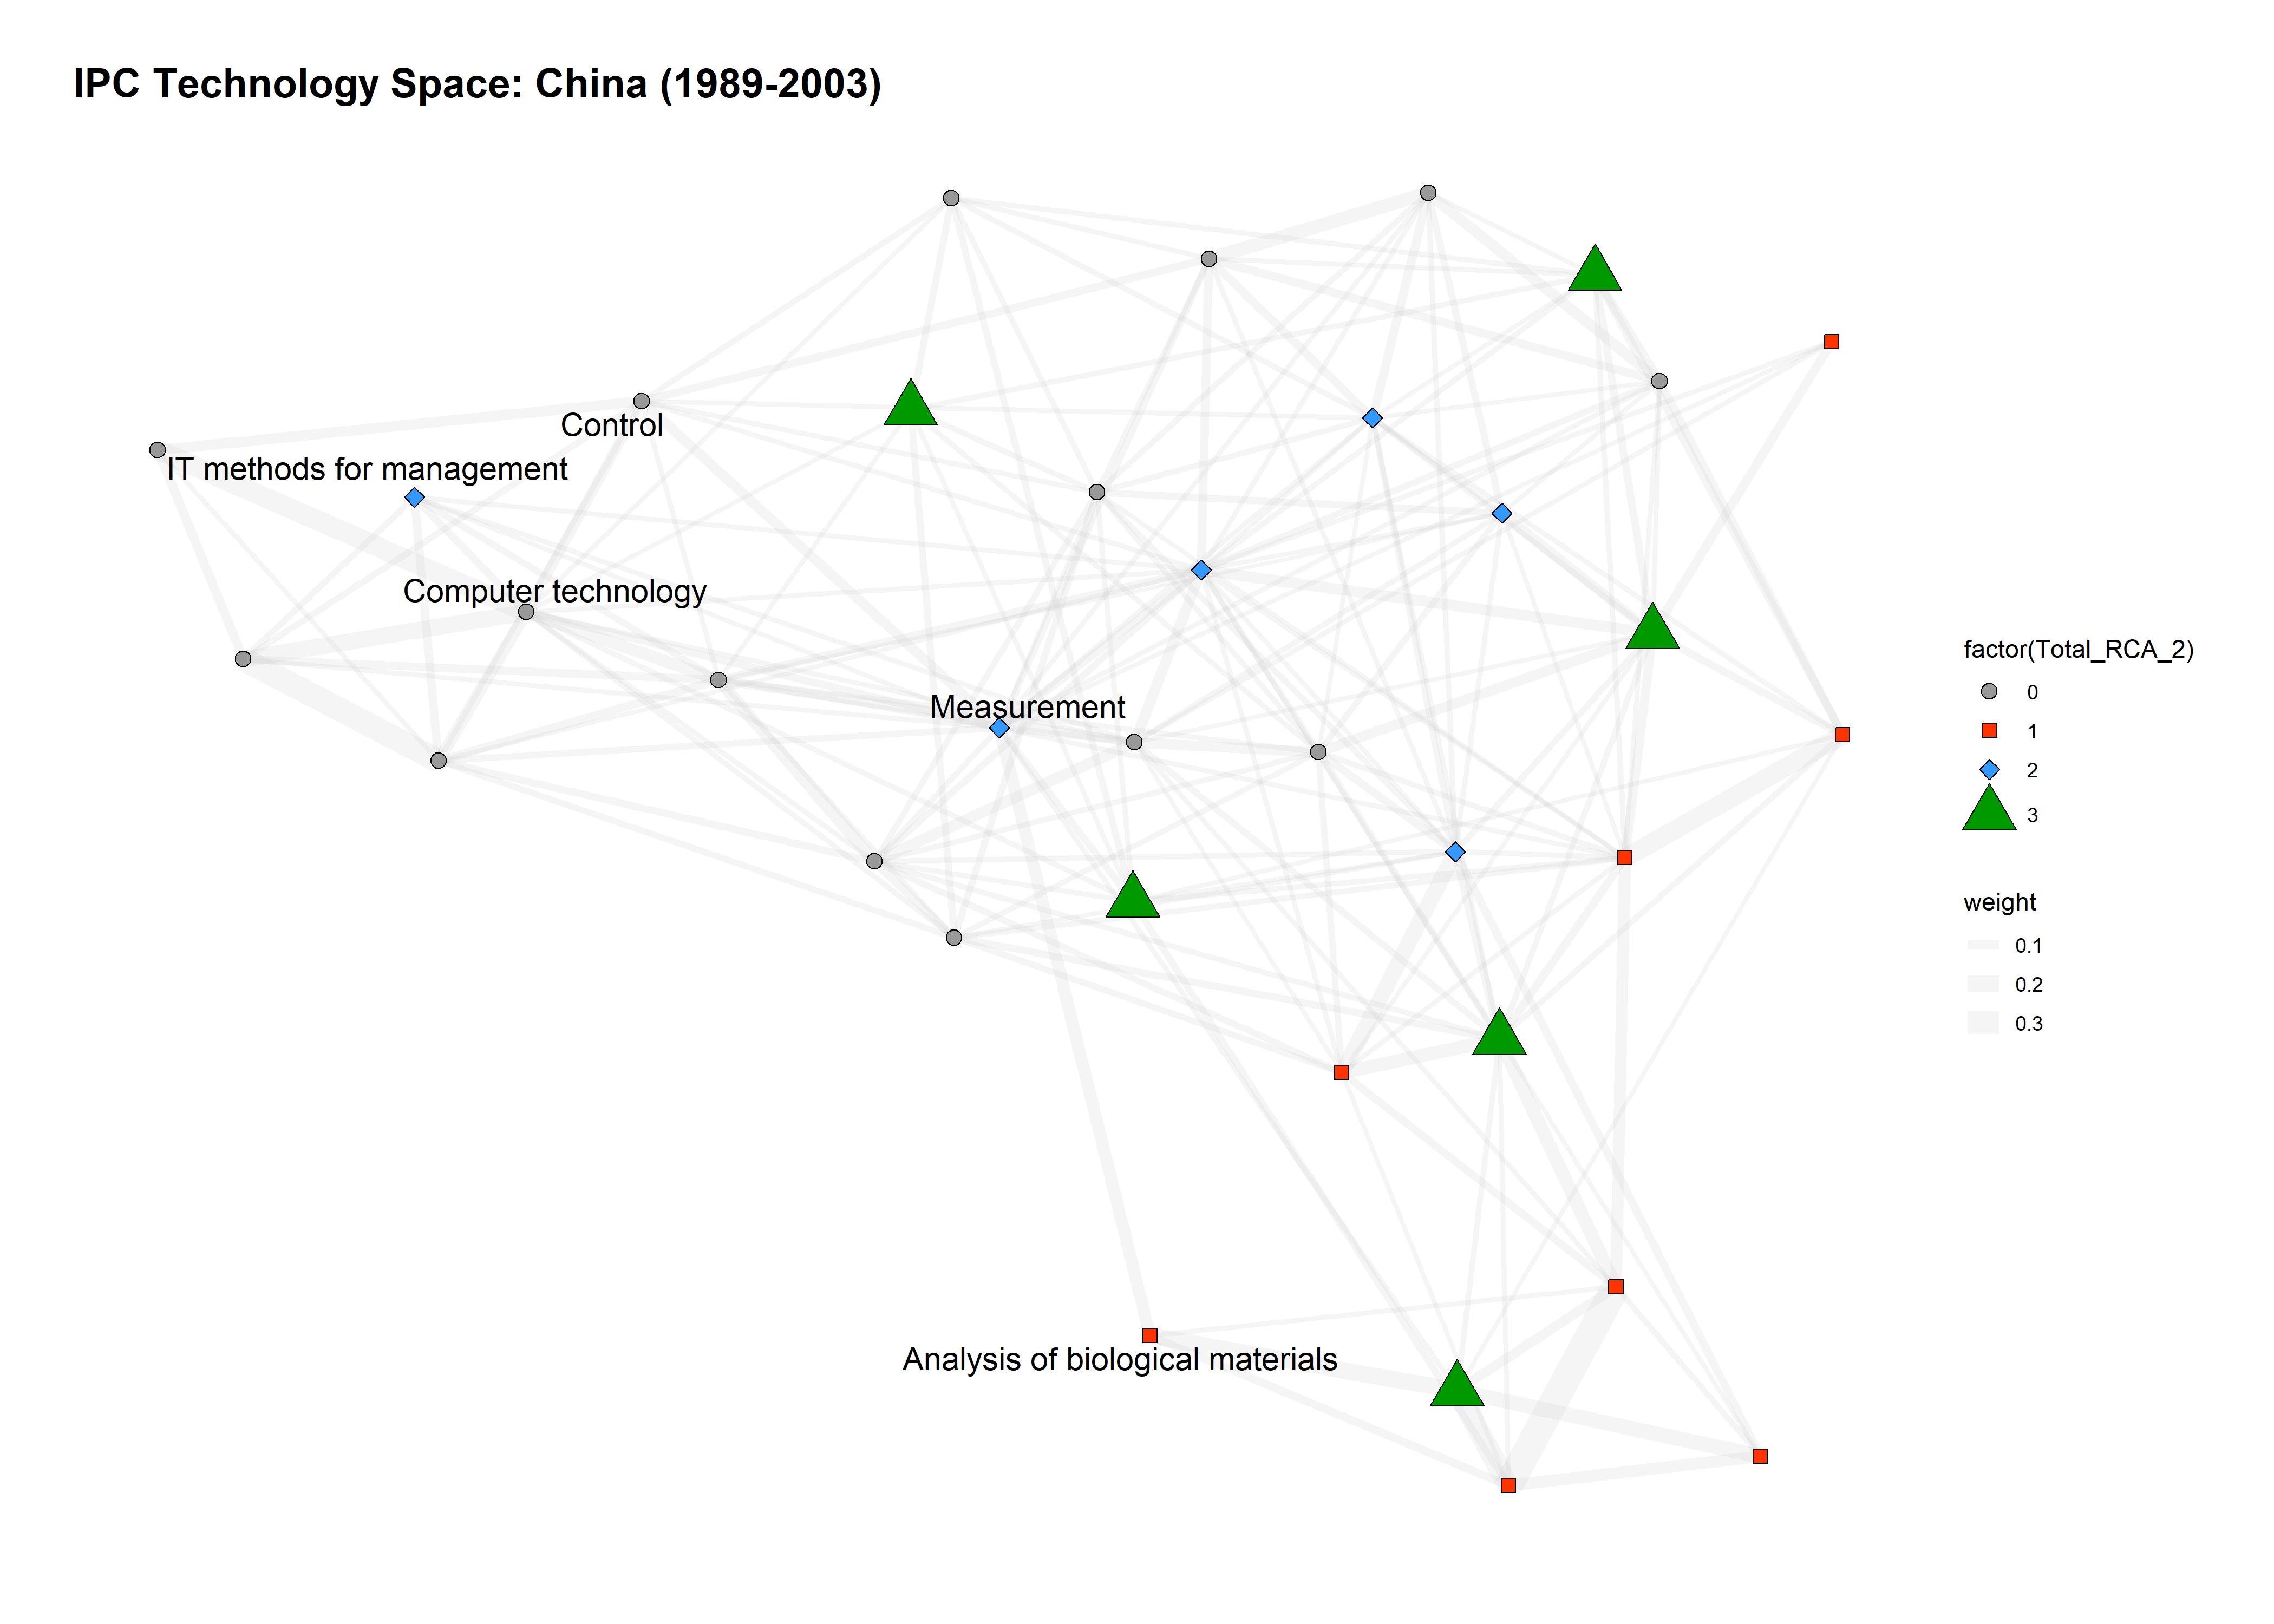 IPC Technology Space: China (1989-2003)
Control
IT methods for management
Computer technology
Measurement
Analysis of biological materials
factor(Total_RCA_2)
0
1
2
3
weight
0.1
0.2
0.3